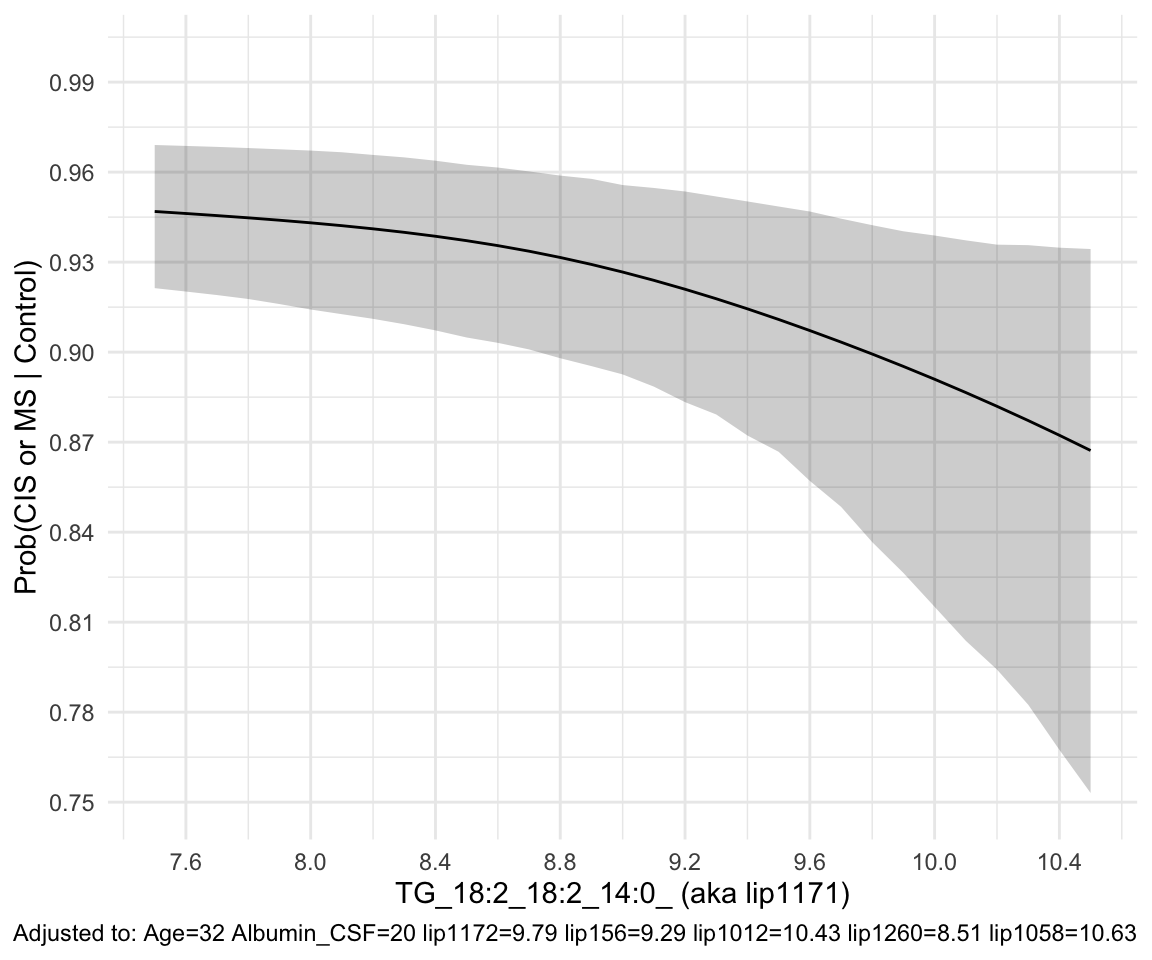 0.99
0.96
0.93
0.90
0.87
0.84
0.81
0.78
0.75
Prob(CIS or MS | Control)
7.6 8.0 8.4 8.8 9.2 9.6 10.0 10.4
TG_18:2_18:2_14:0_ (aka lip1171)
Adjusted to: Age=32 Albumin_CSF=20 lip1172=9.79 lip156=9.29 lip1012=10.43 lip1260=8.51 lip1058=10.63